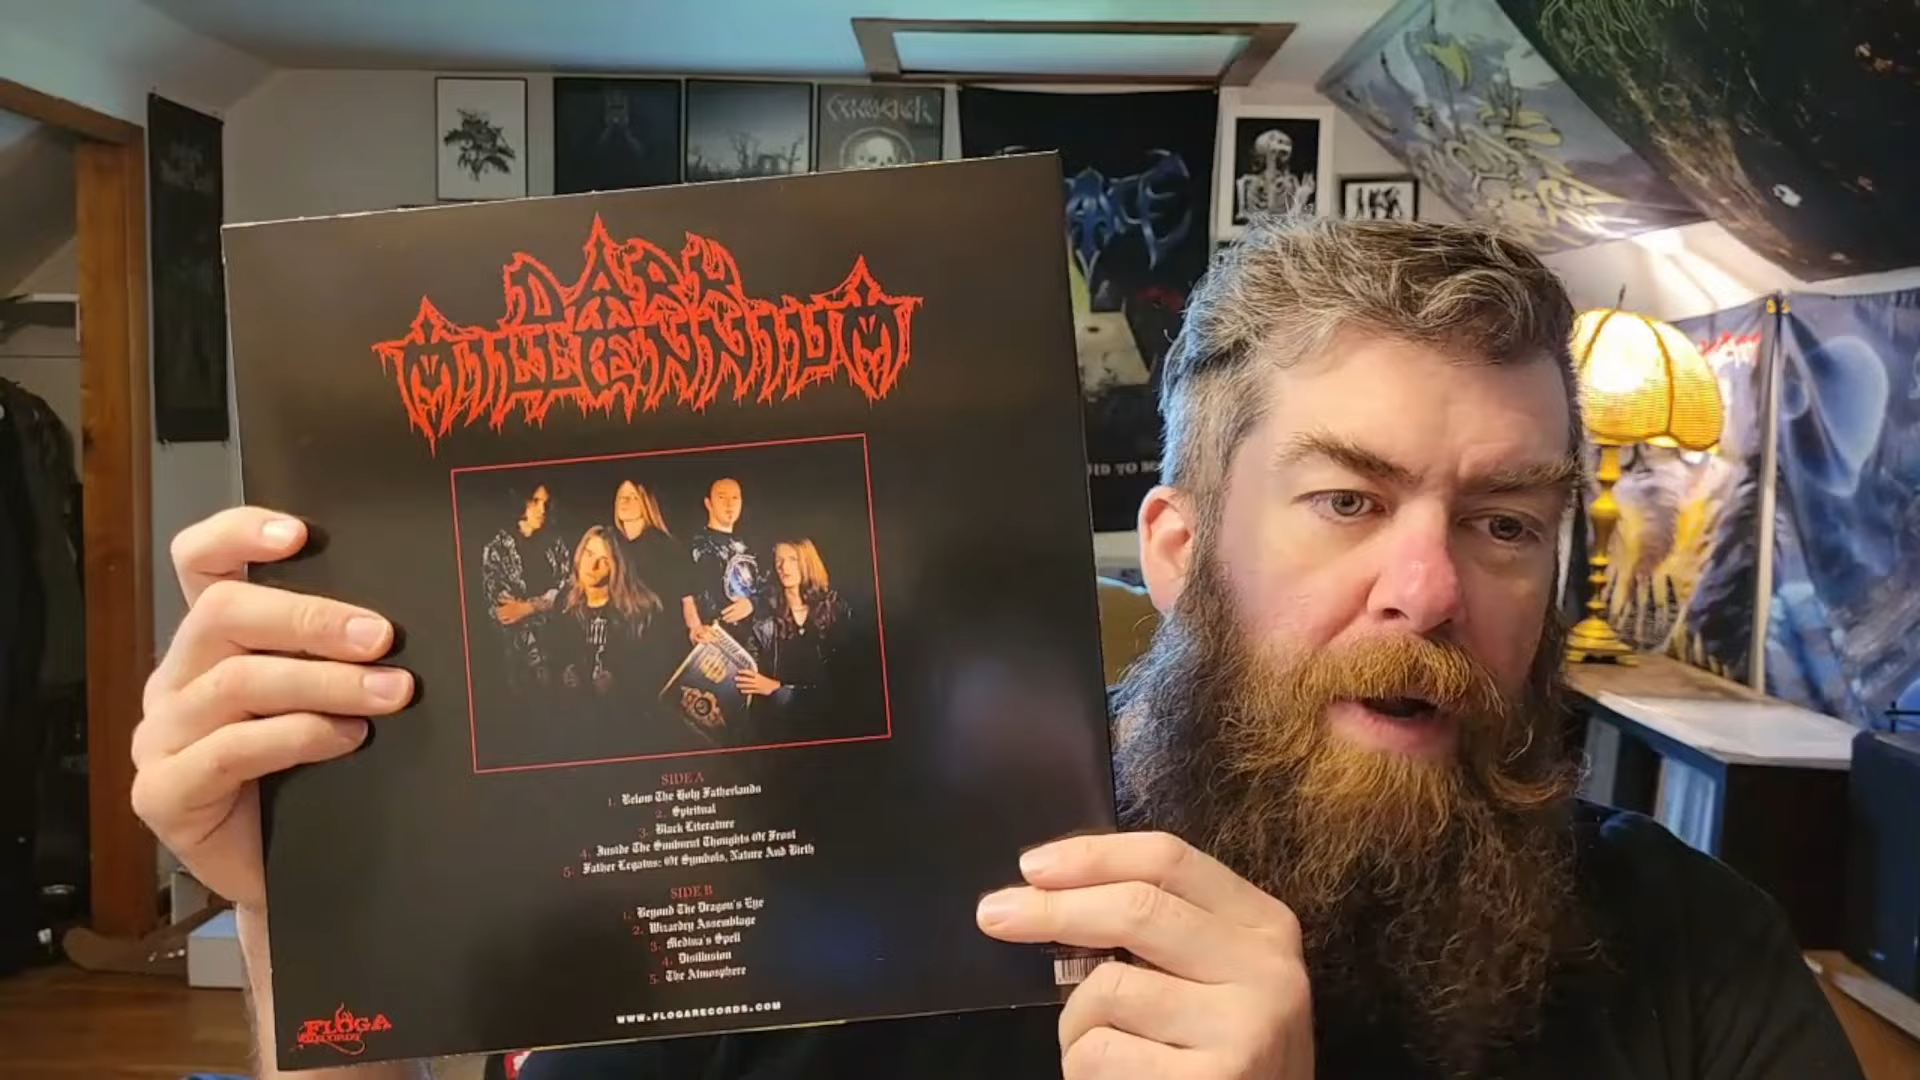 DARK
MILLENNIUM
SIDE A
1. Below The Holy Fatherlands
2. Spiritual
3. Black Literature
4. Inside The Sunburnt Thoughts Of Frost
5. Father Legatus: Of Symbols, Nature And Birth
SIDE B
1. Beyond The Dragon's Eye
2. Wizardry Assemblage
3. Medina's Spell
4. Disillusion
5. The Atmosphere
WWW.FLOGARECORDS.COM
FLOGA
RECORDS